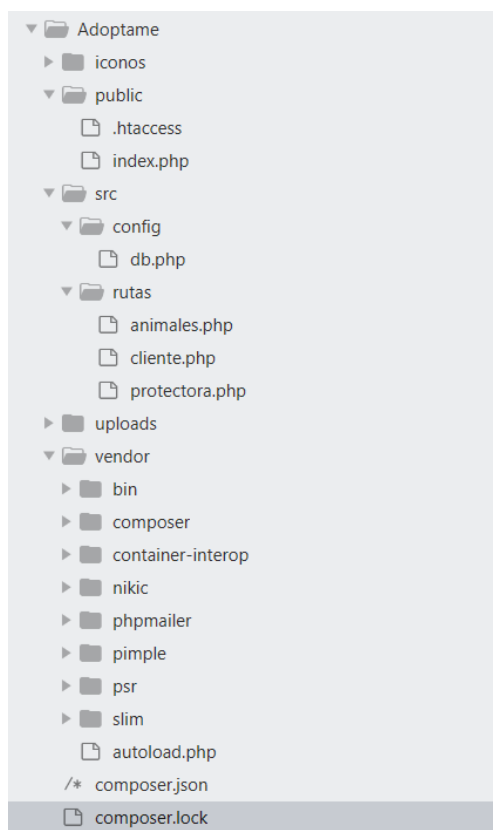 Adoptame
iconos
public
.htaccess
index.php
src
config
db.php
rutas
animales.php
cliente.php
protectora.php
uploads
vendor
bin
composer
container-interop
nikic
phpmailer
pimple
psr
slim
autoload.php
/* composer.json
composer.lock